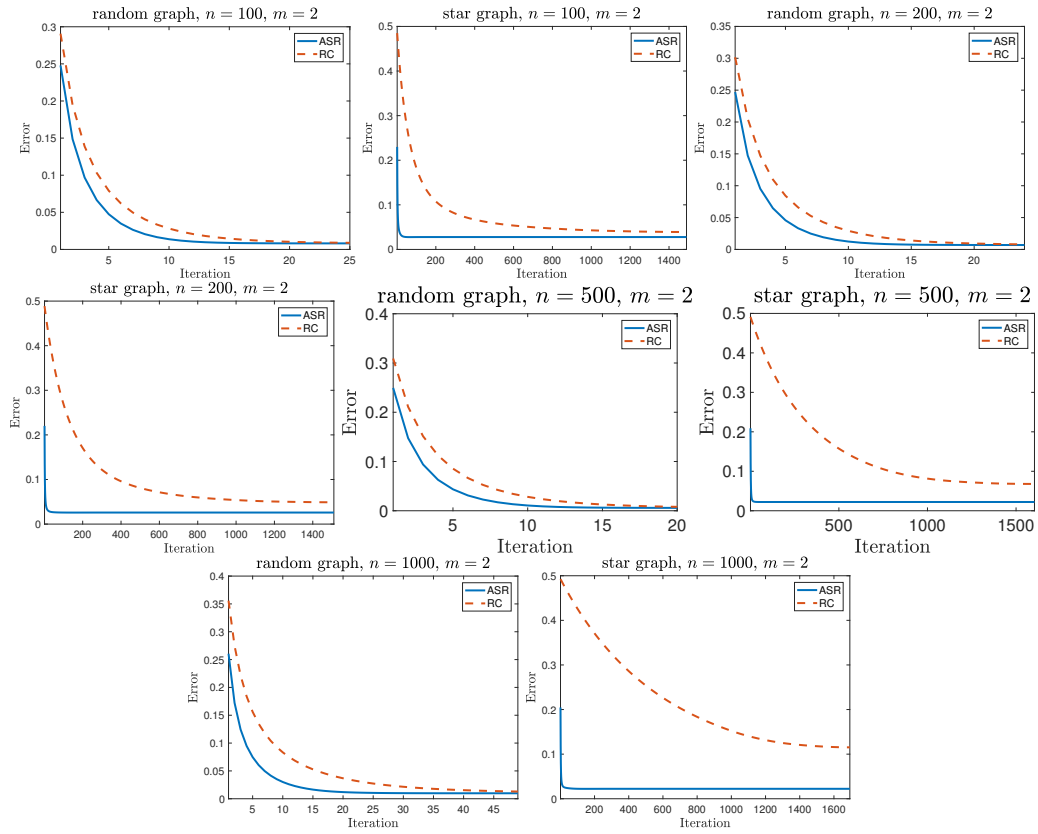 random graph, n = 100, m = 2
0.3
0.25
0.2
0.15
0.1
0.05
0
Error
5
10
15
20
25
Iteration
ASR
RC
star graph, n = 100, m = 2
0.5
0.4
0.3
0.2
0.1
0
Error
200
400
600
800
1000
1200
1400
Iteration
ASR
RC
random graph, n = 200, m = 2
0.35
0.3
0.25
0.2
0.15
0.1
0.05
0
Error
5
10
15
20
Iteration
ASR
RC
star graph, n = 200, m = 2
0.5
0.4
0.3
0.2
0.1
0
Error
200
400
600
800
1000
1200
1400
Iteration
ASR
RC
random graph, n = 500, m = 2
0.4
0.3
0.2
0.1
0
Error
5
10
15
20
Iteration
ASR
RC
star graph, n = 500, m = 2
0.5
0.4
0.3
0.2
0.1
0
Error
500
1000
1500
Iteration
ASR
RC
random graph, n = 1000, m = 2
0.4
0.35
0.3
0.25
0.2
0.15
0.1
0.05
0
Error
5
10
15
20
25
30
35
40
45
Iteration
ASR
RC
star graph, n = 1000, m = 2
0.5
0.4
0.3
0.2
0.1
0
Error
200
400
600
800
1000
1200
1400
1600
Iteration
ASR
RC